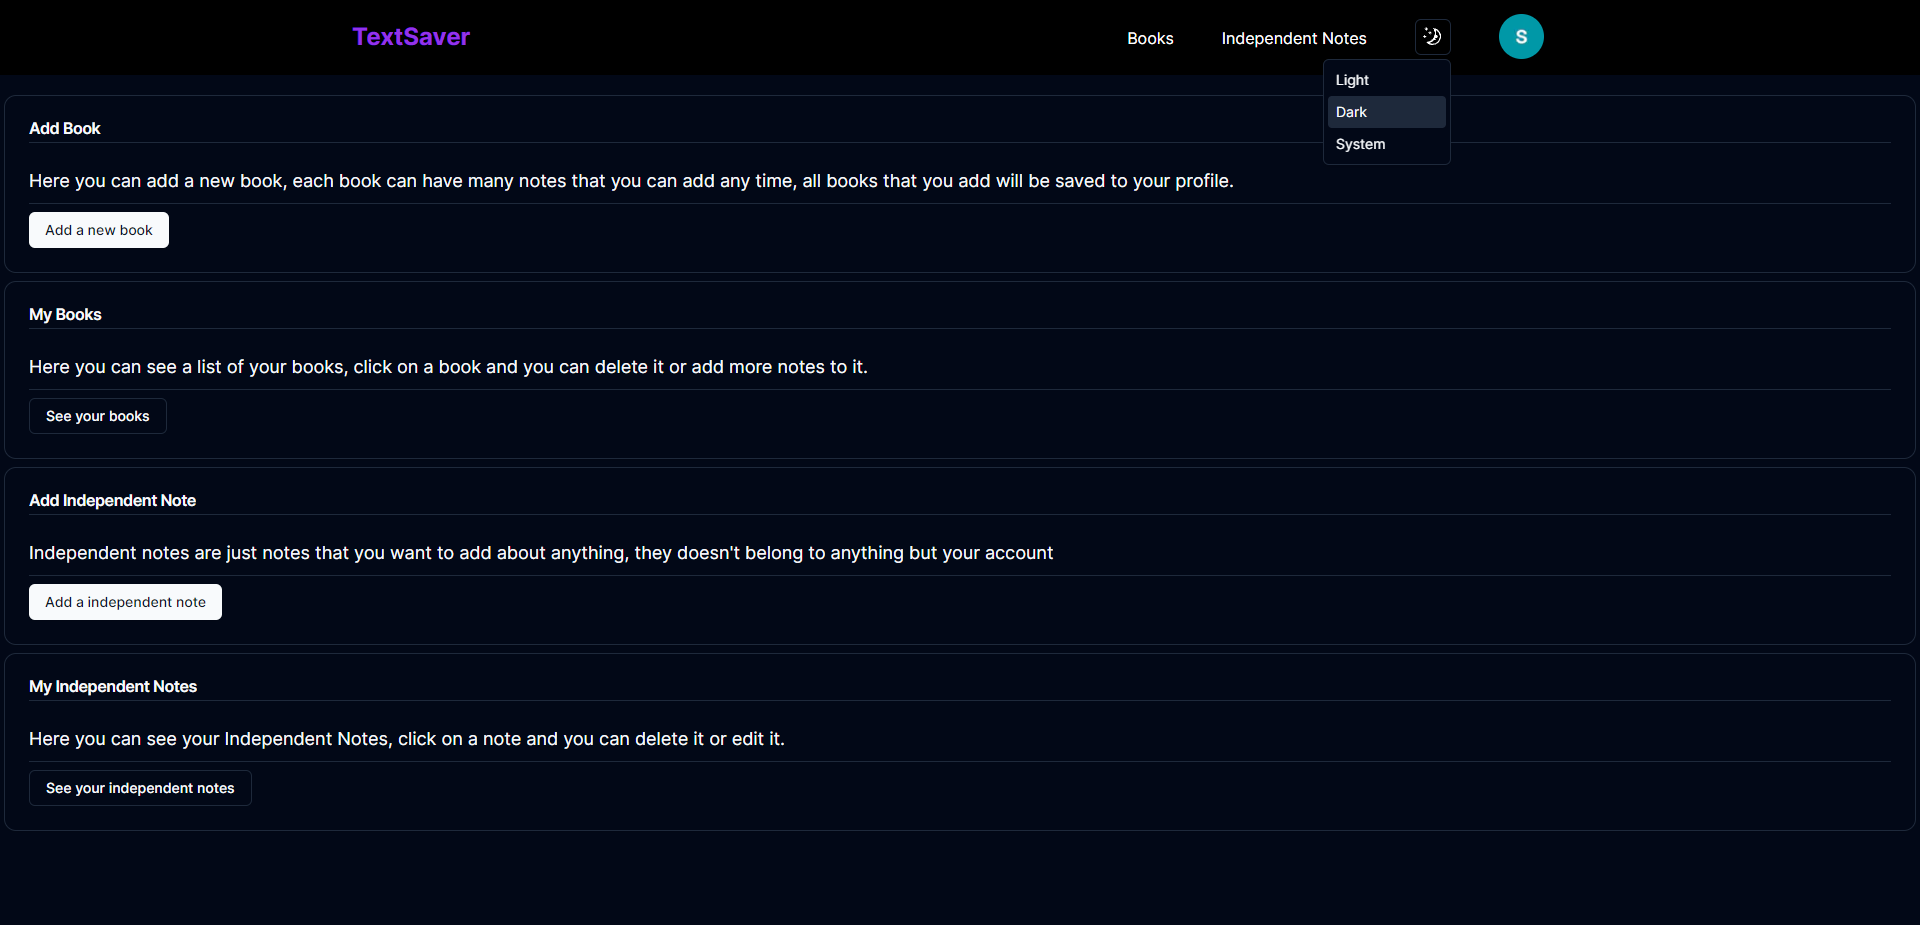 TextSaver
Books
Independent Notes
S
Light
Dark
System
Add Book
Here you can add a new book, each book can have many notes that you can add any time, all books that you add will be saved to your profile.
Add a new book
My Books
Here you can see a list of your books, click on a book and you can delete it or add more notes to it.
See your books
Add Independent Note
Independent notes are just notes that you want to add about anything, they doesn't belong to anything but your account
Add a independent note
My Independent Notes
Here you can see your Independent Notes, click on a note and you can delete it or edit it.
See your independent notes